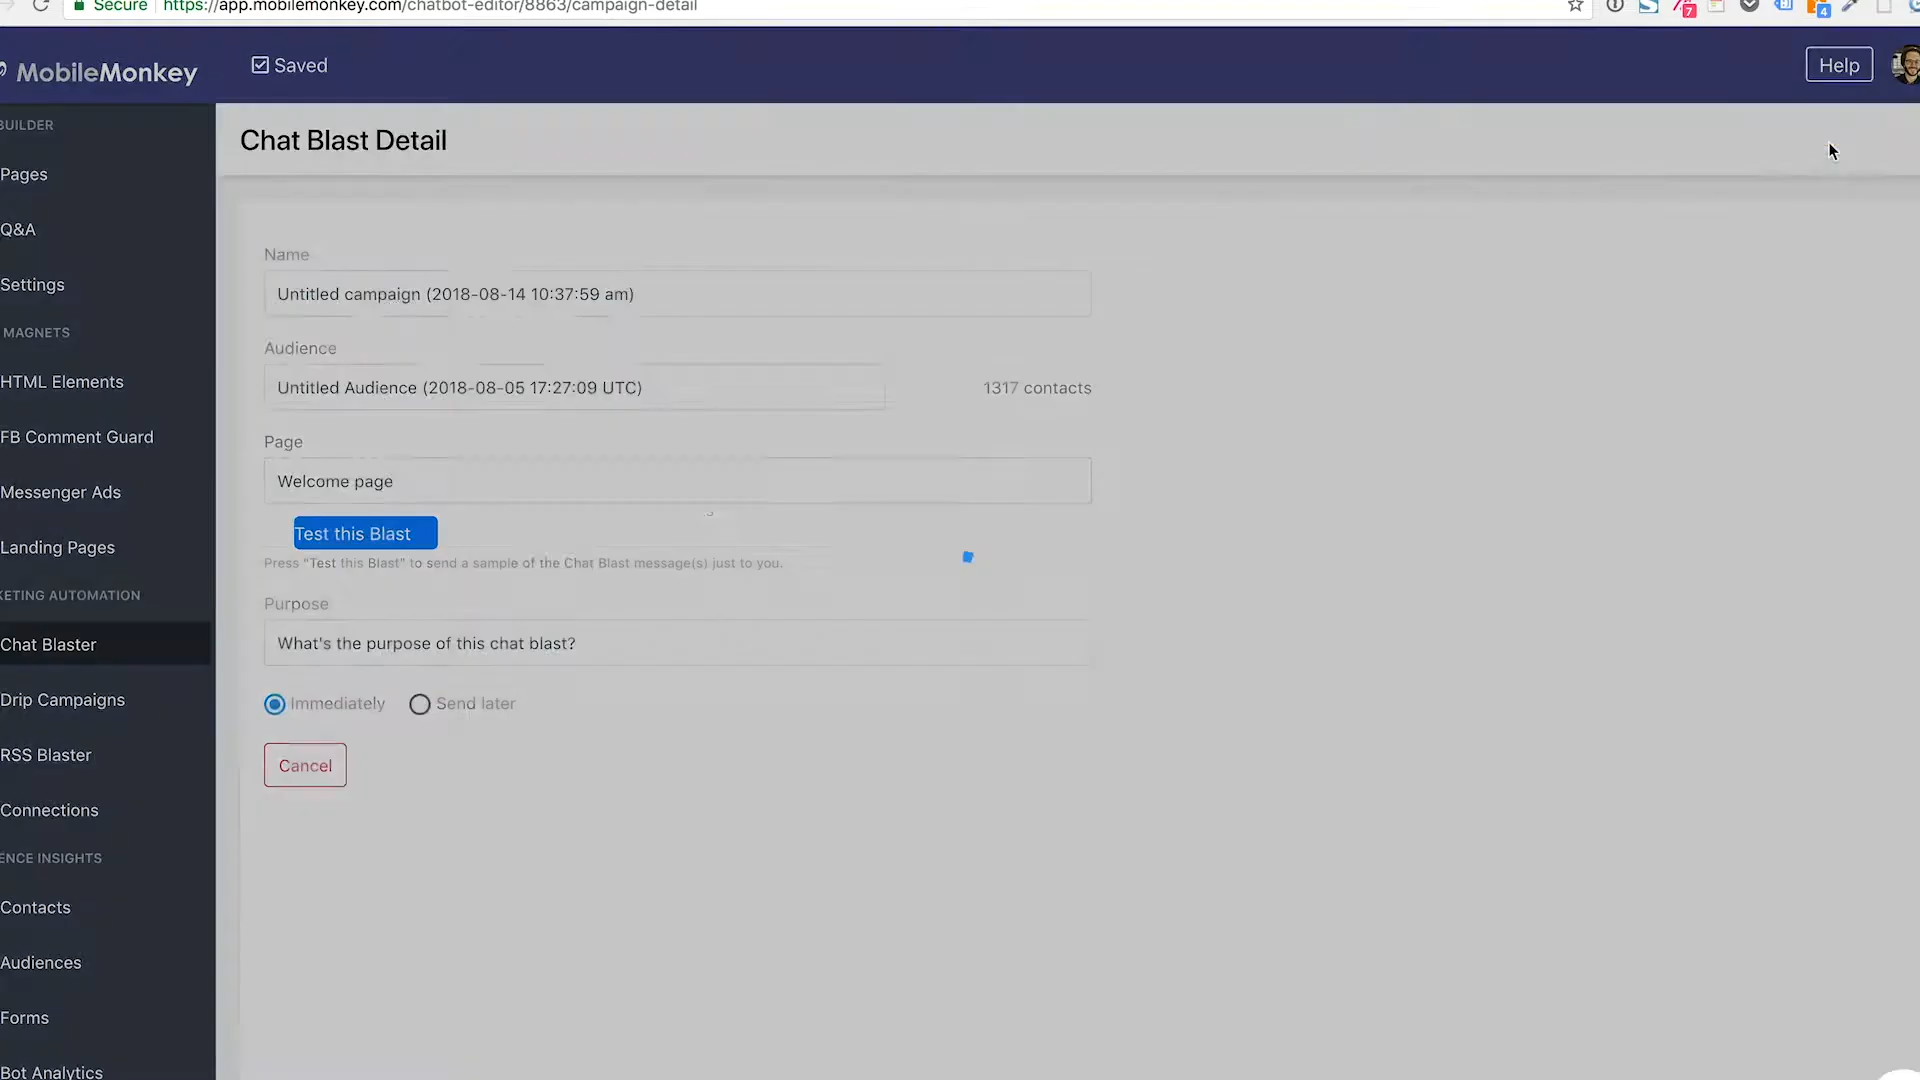 Secure https://app.mobilemonkey.com/chatbot-editor/8863/campaign-detail
7
4
MobileMonkey
Saved
Help
BUILDER
Pages
Q&A
Settings
MAGNETS
HTML Elements
FB Comment Guard
Messenger Ads
Landing Pages
KETING AUTOMATION
Chat Blaster
Drip Campaigns
RSS Blaster
Connections
ENCE INSIGHTS
Contacts
Audiences
Forms
Bot Analytics
Chat Blast Detail
Name
Untitled campaign (2018-08-14 10:37:59 am)
Audience
Untitled Audience (2018-08-05 17:27:09 UTC)
1317 contacts
Page
Welcome page
Test this Blast
Press "Test this Blast" to send a sample of the Chat Blast message(s) just to you.
Purpose
What's the purpose of this chat blast?
Immediately
Send later
Cancel